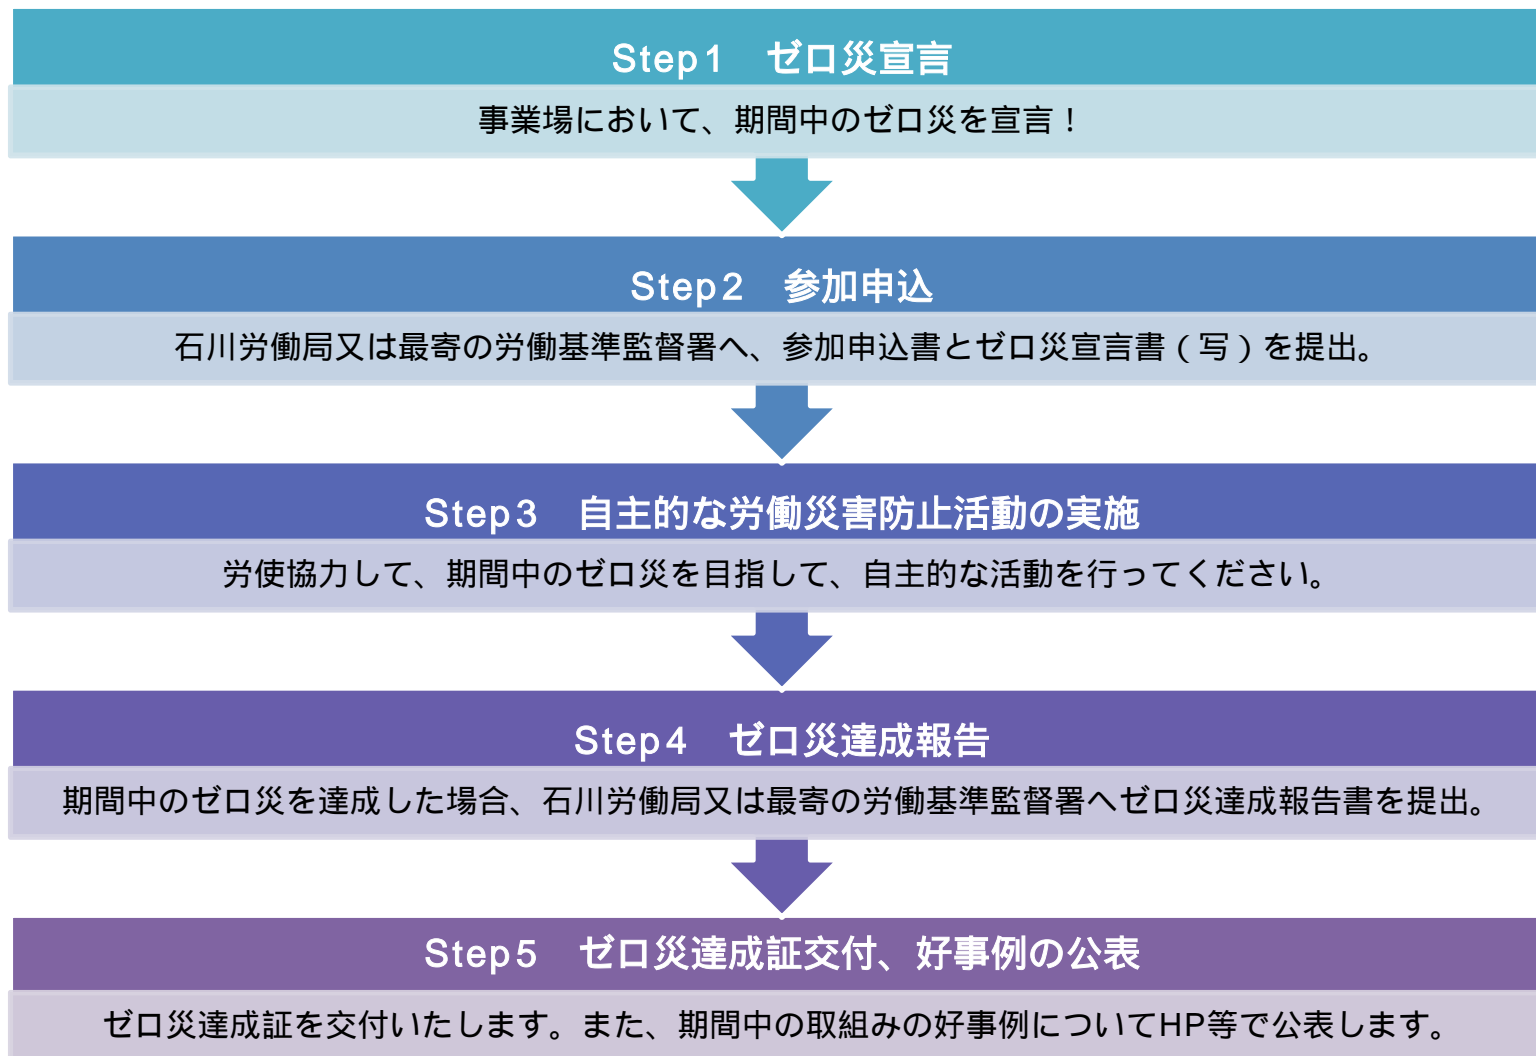 Step1　ゼロ災宣言
事業場において、期間中のゼロ災を宣言！
Step2　参加申込
石川労働局又は最寄の労働基準監督署へ、参加申込書とゼロ災宣言書（写）を提出。
Step3　自主的な労働災害防止活動の実施
労使協力して、期間中のゼロ災を目指して、自主的な活動を行ってください。
Step4　ゼロ災達成報告
期間中のゼロ災を達成した場合、石川労働局又は最寄の労働基準監督署へゼロ災達成報告書を提出。
Step5　ゼロ災達成証交付、好事例の公表
ゼロ災達成証を交付いたします。また、期間中の取組みの好事例についてHP等で公表します。